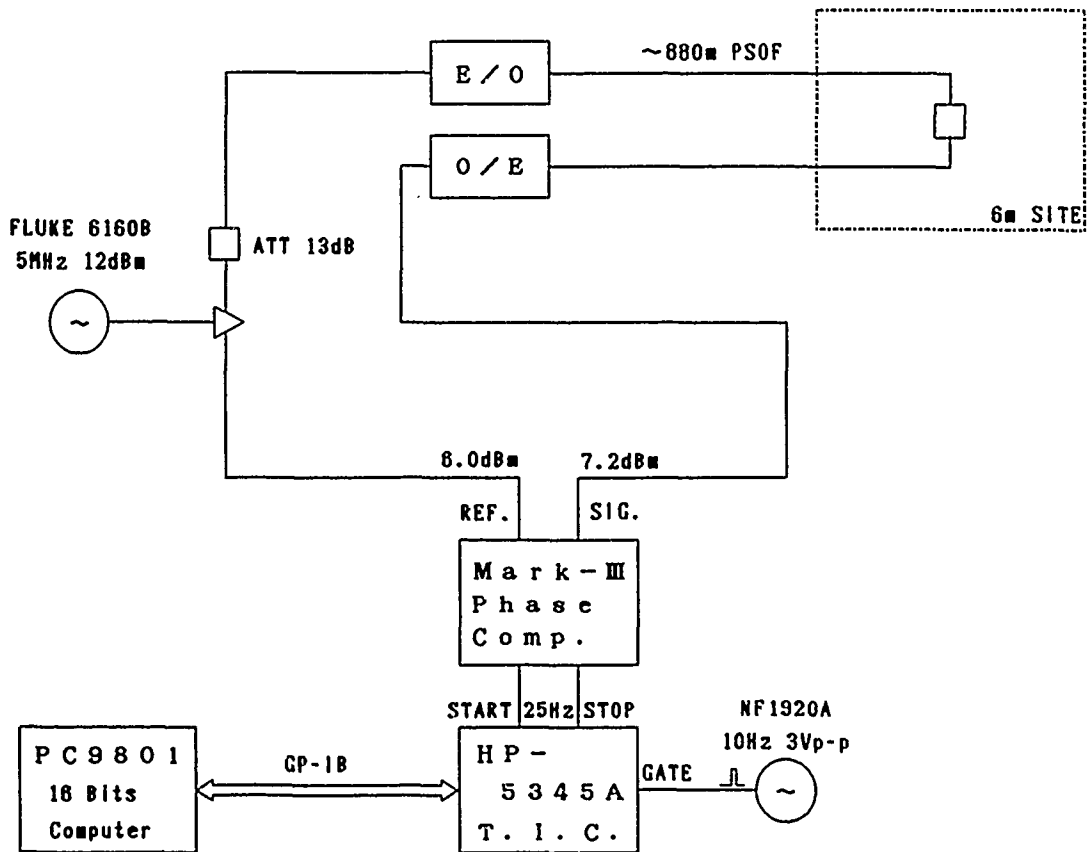 E/O
~880m PSOF
O/E
6m SITE
FLUKE 6160B
5MHz 12dBm
ATT 13dB
~
6.0dBm
7.2dBm
REF.
SIG.
Mark-III
Phase
Comp.
START
25Hz
STOP
NF1920A
10Hz 3Vp-p
PC9801
16 Bits
Computer
GP-IB
HP-
5345A
T.I.C.
GATE
~